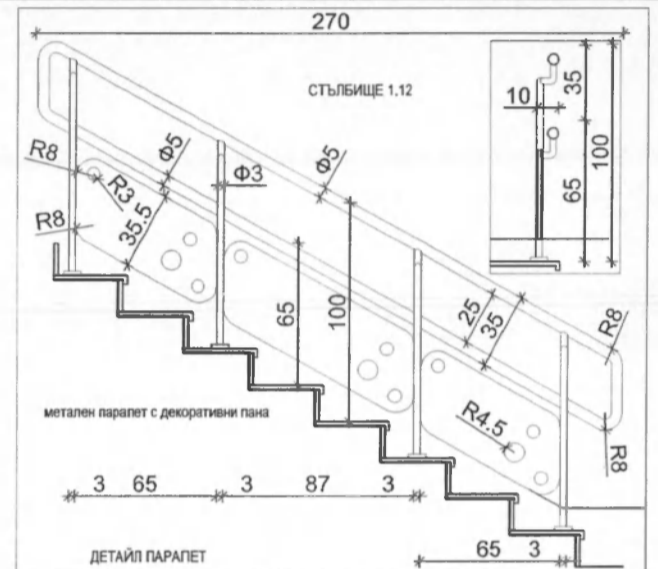 270
СТЪЛБИЩЕ 1.12
10
35
100
65
R8
Ф5
Ф5
Ф3
R3
35.5
R8
65
100
25
35
R8
метален парапет с декоративни пана
R4.5
R8
3 65 3 87 3
65 3
ДЕТАЙЛ ПАРАПЕТ